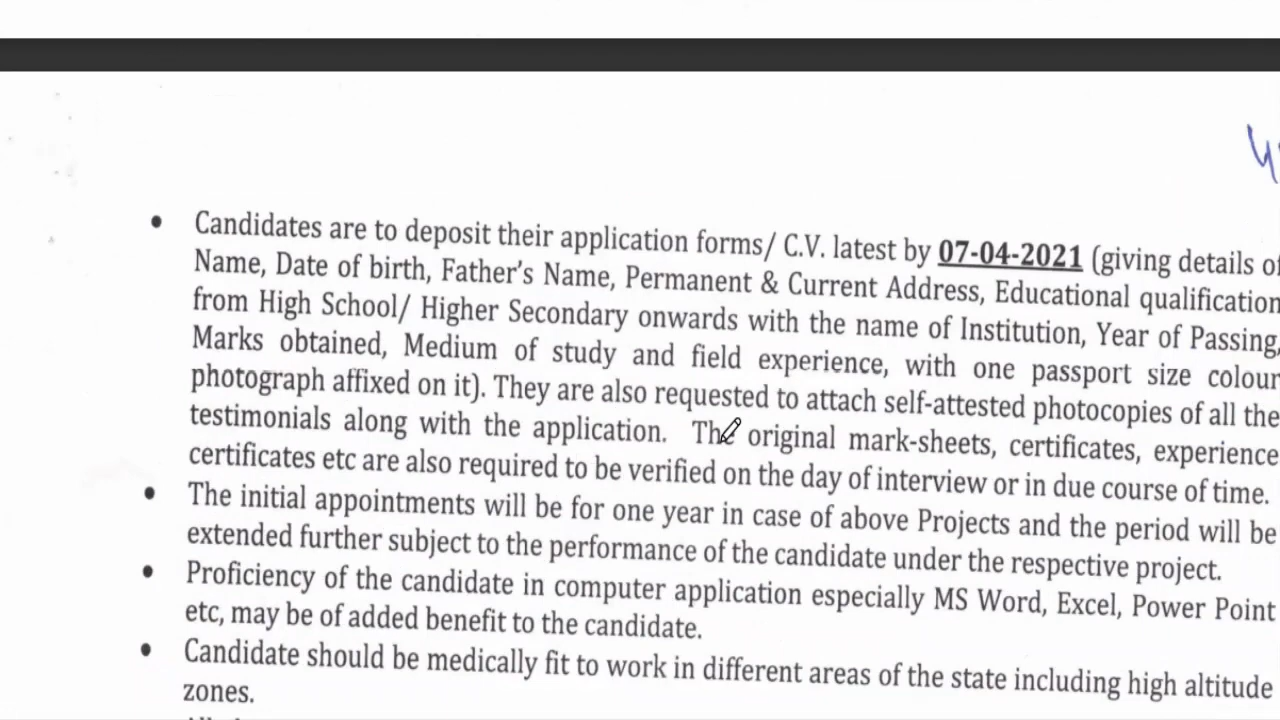 Candidates are to deposit their application forms/ C.V. latest by 07-04-2021 (giving details of
Name, Date of birth, Father's Name, Permanent & Current Address, Educational qualification
from High School/ Higher Secondary onwards with the name of Institution, Year of Passing,
Marks obtained, Medium of study and field experience, with one passport size colour
photograph affixed on it). They are also requested to attach self-attested photocopies of all the
testimonials along with the application. The original mark-sheets, certificates, experience
certificates etc are also required to be verified on the day of interview or in due course of time.
The initial appointments will be for one year in case of above Projects and the period will be
extended further subject to the performance of the candidate under the respective project.
Proficiency of the candidate in computer application especially MS Word, Excel, Power Point
etc, may be of added benefit to the candidate.
Candidate should be medically fit to work in different areas of the state including high altitude
zones.